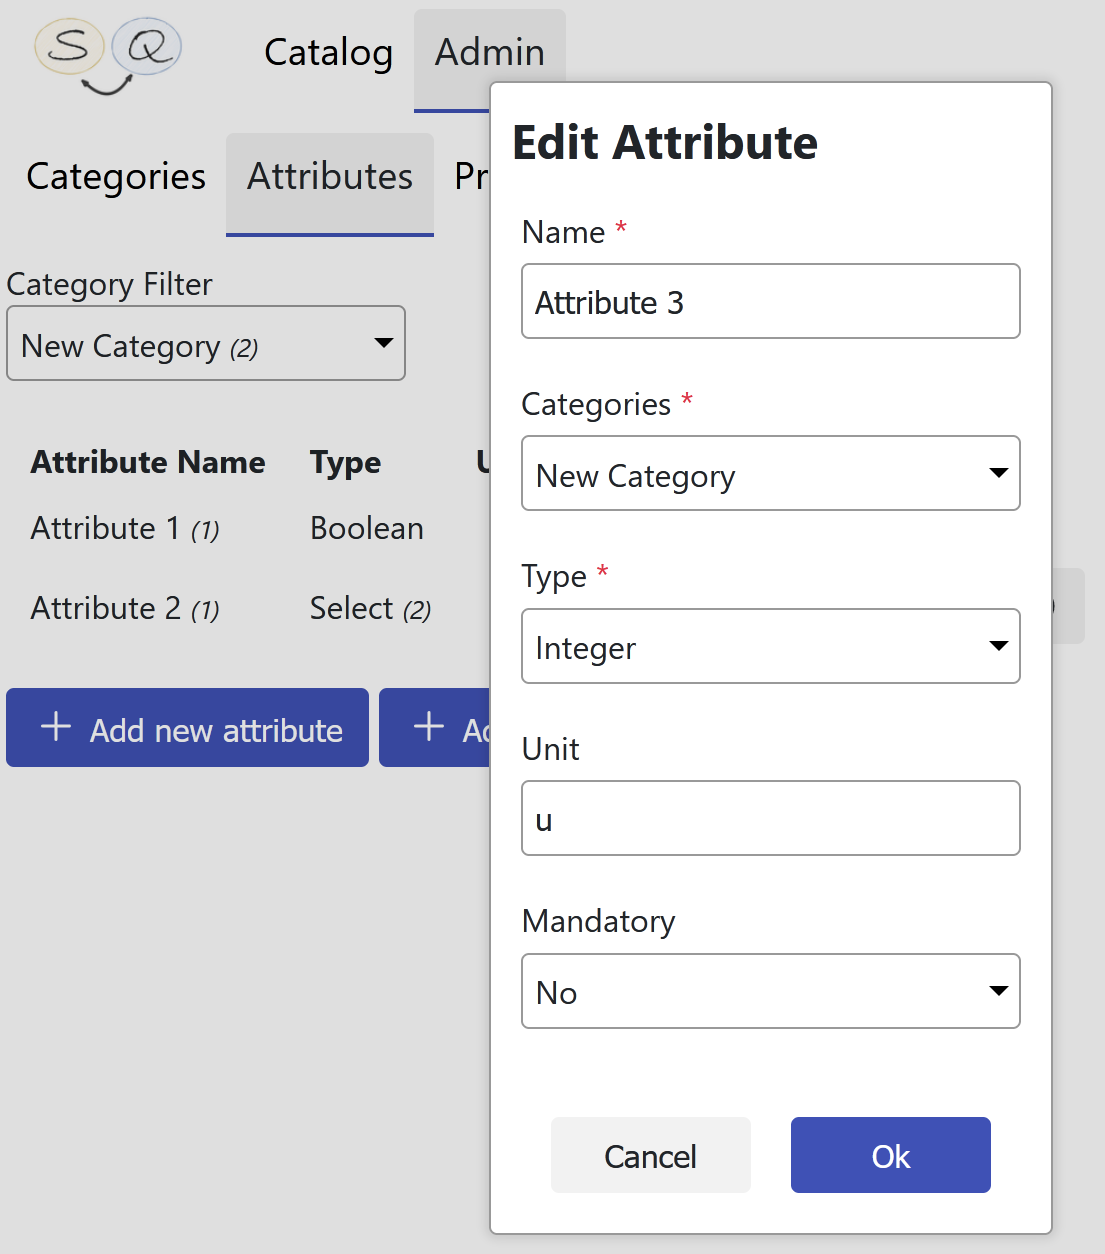 S Q
Catalog Admin
Categories Attributes Pr
Category Filter
New Category (2)
Attribute Name Type
Attribute 1 (1) Boolean
Attribute 2 (1) Select (2)
Add new attribute
Edit Attribute
Name *
Attribute 3
Categories *
New Category
Type *
Integer
Unit
u
Mandatory
No
Cancel Ok